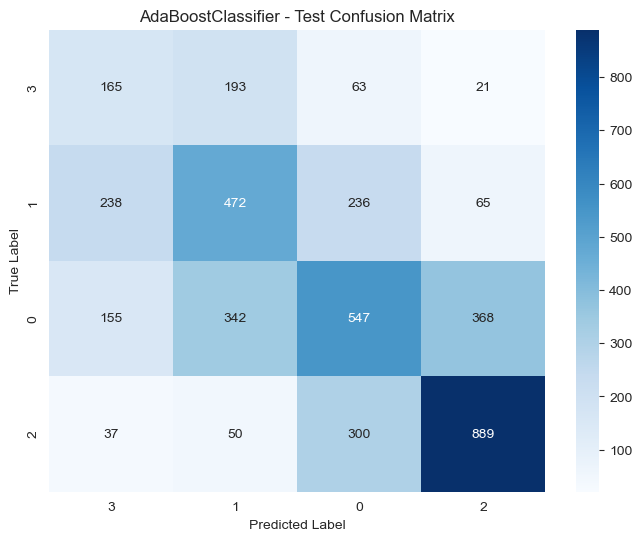 AdaBoostClassifier - Test Confusion Matrix
True Label
3 165 193 63 21
1 238 472 236 65
0 155 342 547 368
2 37 50 300 889
3 1 0 2
Predicted Label
800
700
600
500
400
300
200
100